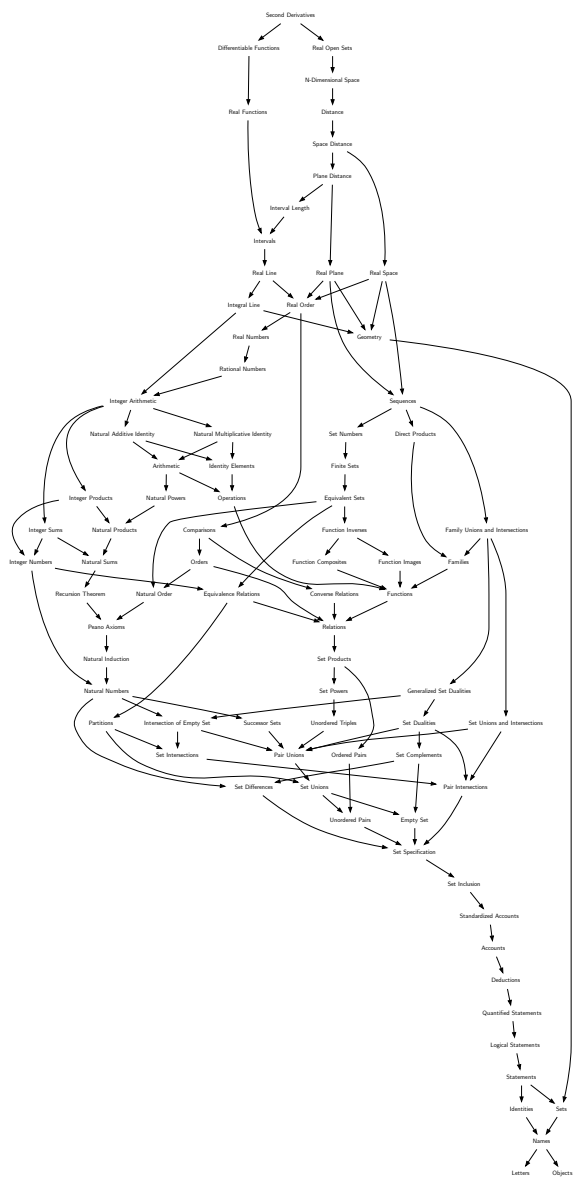 Second Derivatives
Differentiable Functions
Real Open Sets
N-Dimensional Space
Real Functions
Distance
Space Distance
Plane Distance
Interval Length
Intervals
Real Line
Real Plane
Real Space
Integral Line
Real Order
Real Numbers
Geometry
Rational Numbers
Integer Arithmetic
Sequences
Natural Additive Identity
Natural Multiplicative Identity
Set Numbers
Direct Products
Arithmetic
Identity Elements
Finite Sets
Integer Products
Natural Powers
Operations
Equivalent Sets
Integer Sums
Natural Products
Comparisons
Function Inverses
Family Unions and Intersections
Integer Numbers
Natural Sums
Orders
Function Composites
Function Images
Families
Recursion Theorem
Natural Order
Equivalence Relations
Converse Relations
Functions
Peano Axioms
Relations
Natural Induction
Set Products
Natural Numbers
Set Powers
Generalized Set Dualities
Partitions
Intersection of Empty Set
Successor Sets
Unordered Triples
Set Dualities
Set Unions and Intersections
Set Intersections
Pair Unions
Ordered Pairs
Set Complements
Set Differences
Set Unions
Pair Intersections
Unordered Pairs
Empty Set
Set Specification
Set Inclusion
Standardized Accounts
Accounts
Deductions
Quantified Statements
Logical Statements
Statements
Identities
Sets
Names
Letters
Objects